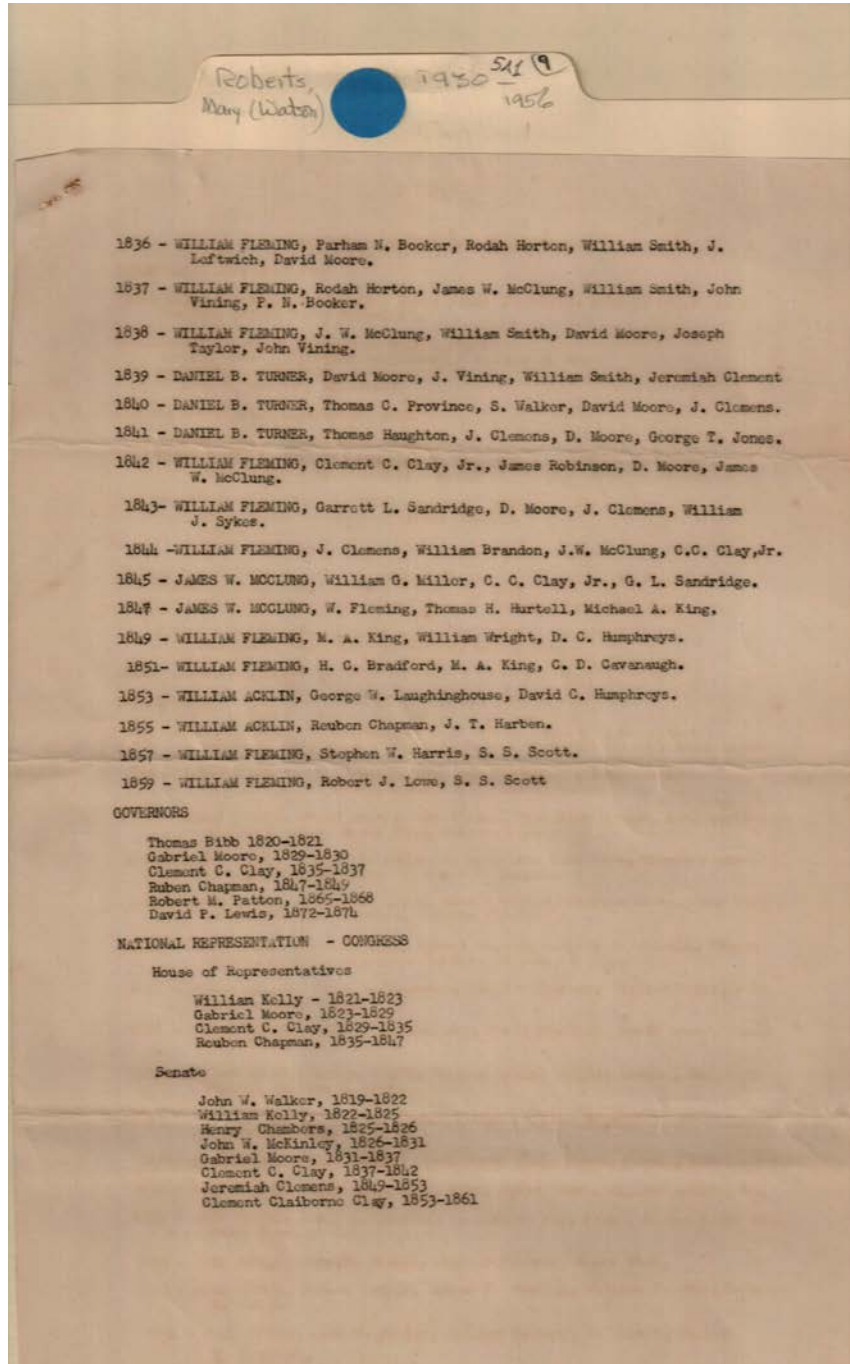 Roberts, 1930 511 9
Mary (Watson) 1956
1836 - WILLIAM FLEMING, Parham N. Booker, Rodah Horton, William Smith, J.
Leftwich, David Moore.
1837 - WILLIAM FLEMING, Rodah Horton, James W. McClung, William Smith, John
Vining, P. N. Booker.
1838 - WILLIAM FLEMING, J. W. McClung, William Smith, David Moore, Joseph
Taylor, John Vining.
1839 - DANIEL B. TURNER, David Moore, J. Vining, William Smith, Jeremiah Clement
1840 - DANIEL B. TURNER, Thomas C. Province, S. Walker, David Moore, J. Clemens.
1841 - DANIEL B. TURNER, Thomas Haughton, J. Clemons, D. Moore, George T. Jones.
1842 - WILLIAM FLEMING, Clement C. Clay, Jr., James Robinson, D. Moore, James
W. McClung.
1843- WILLIAM FLEMING, Garrett L. Sandridge, D. Moore, J. Clemens, William
J. Sykes.
1844 -WILLIAM FLEMING, J. Clemens, William Brandon, J.W. McClung, C.C. Clay,Jr.
1845 - JAMES W. MCCLUNG, William G. Miller, C. C. Clay, Jr., G. L. Sandridge.
1847 - JAMES W. MCCLUNG, W. Fleming, Thomas H. Hurtell, Michael A. King,
1849 - WILLIAM FLEMING, M. A. King, William Wright, D. C. Humphreys.
1851- WILLIAM FLEMING, H. C. Bradford, M. A. King, C. D. Cavanaugh.
1853 - WILLIAM ACKLIN, George W. Laughinghouse, David C. Humphreys.
1855 - WILLIAM ACKLIN, Reuben Chapman, J. T. Harben.
1857 - WILLIAM FLEMING, Stephen W. Harris, S. S. Scott.
1859 - WILLIAM FLEMING, Robert J. Lowe, S. S. Scott
GOVERNORS
Thomas Bibb 1820-1821
Gabriel Moore, 1829-1830
Clement C. Clay, 1835-1837
Ruben Chapman, 1847-1849
Robert M. Patton, 1865-1868
David P. Lewis, 1872-1874
NATIONAL REPRESENTATION - CONGRESS
House of Representatives
William Kelly - 1821-1823
Gabriel Moore, 1823-1829
Clement C. Clay, 1829-1835
Reuben Chapman, 1835-1847
Senate
John W. Walker, 1819-1822
William Kelly, 1822-1825
Henry Chambers, 1825-1826
John W. McKinley, 1826-1831
Gabriel Moore, 1831-1837
Clement C. Clay, 1837-1842
Jeremiah Clemens, 1849-1853
Clement Claiborne Clay, 1853-1861